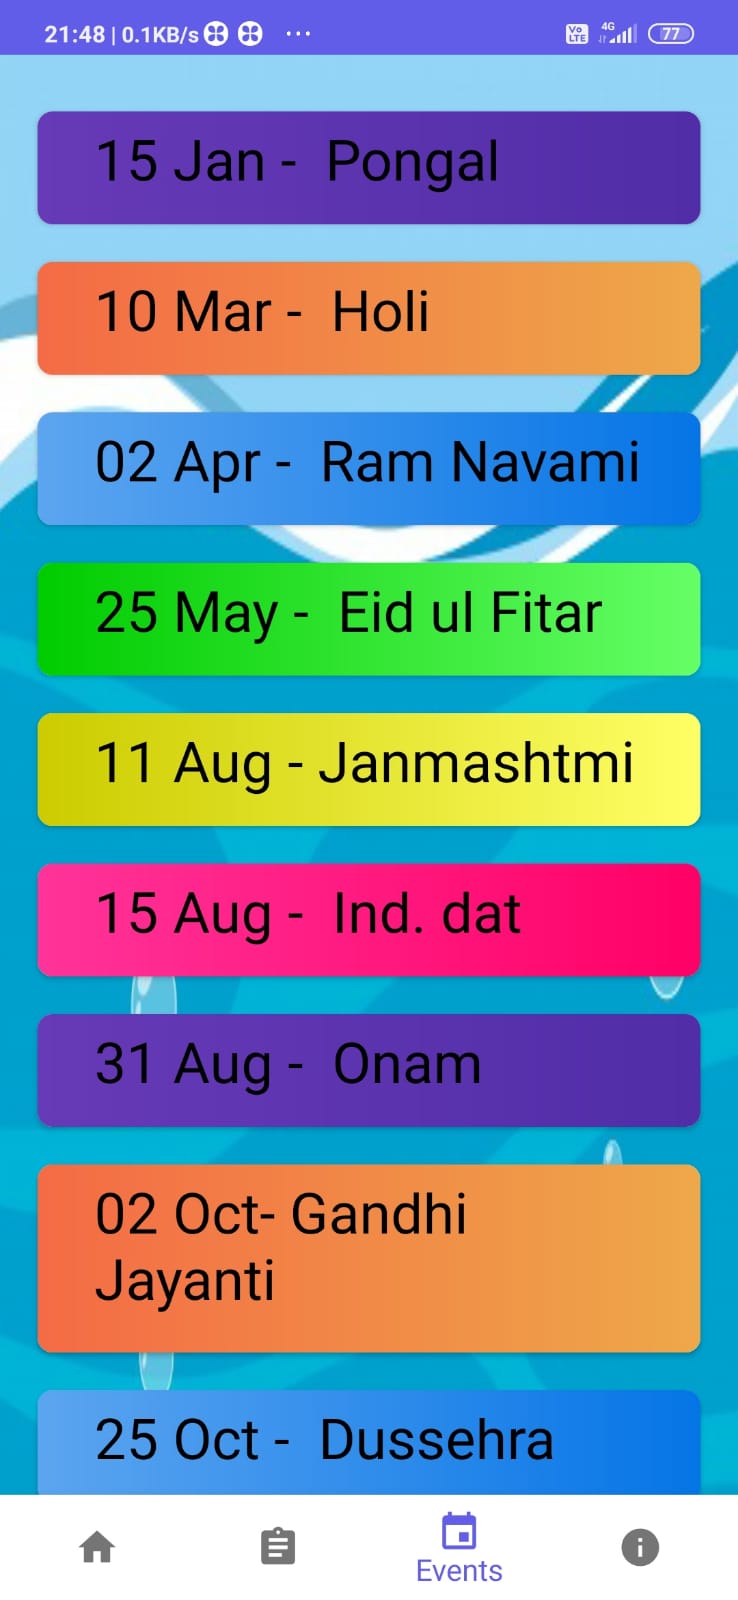 21:48 | 0.1KB/s ... Vo LTE 4G 77
15 Jan - Pongal
10 Mar - Holi
02 Apr - Ram Navami
25 May - Eid ul Fitar
11 Aug - Janmashtmi
15 Aug - Ind. dat
31 Aug - Onam
02 Oct- Gandhi
Jayanti
25 Oct - Dussehra
Events